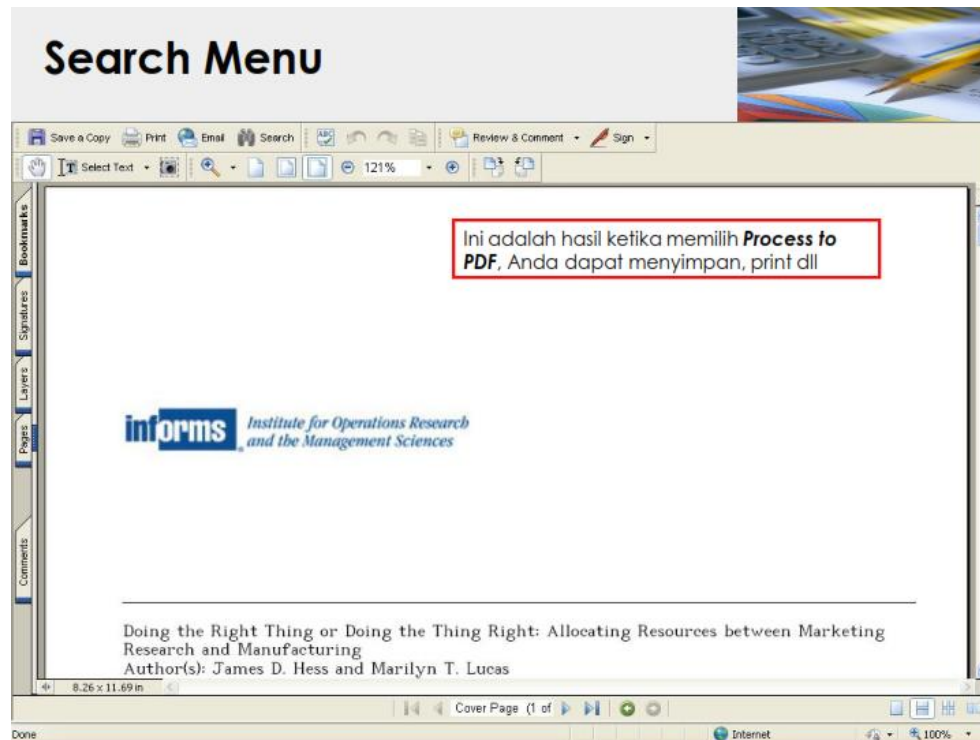 Search Menu
Save a Copy Print Email Search Review & Comment Sign
Select Text 121%
Bookmarks
Signatures
Layers
Pages
Comments
Ini adalah hasil ketika memilih Process to
PDF, Anda dapat menyimpan, print dll
informs Institute for Operations Research
and the Management Sciences
Doing the Right Thing or Doing the Thing Right: Allocating Resources between Marketing
Research and Manufacturing
Author(s): James D. Hess and Marilyn T. Lucas
8.26 x 11.69 in
Cover Page (1 of
Done Internet 100%